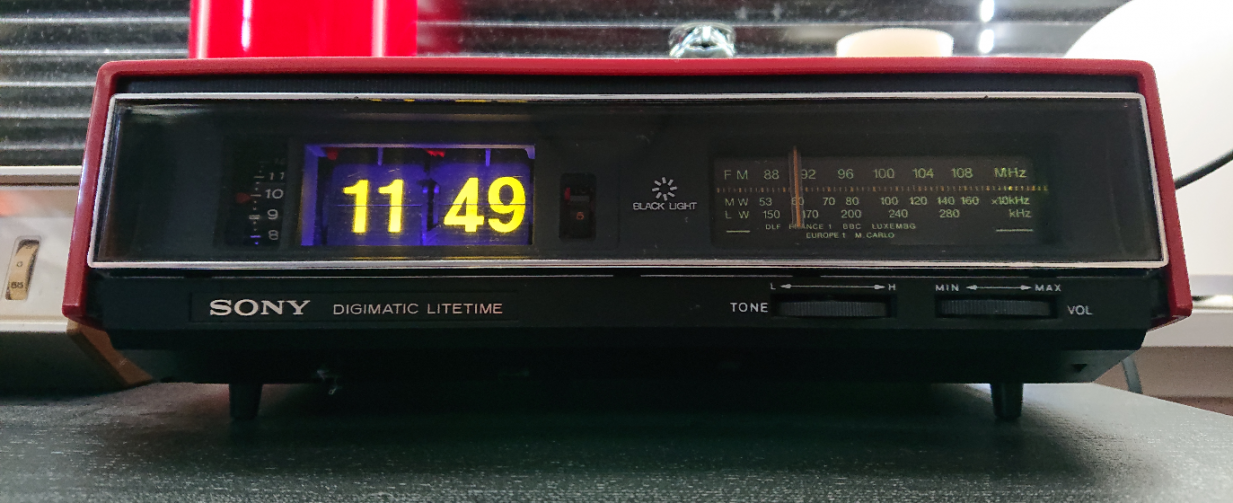 11
10
9
8
11 49
6
BLACK LIGHT
FM 88 92 96 100 104 108 MHz
MW 53 60 70 80 100 120 140 160 x10kHz
LW 150 170 200 240 280 kHz
DLF FRANCE 1 BBC LUXEMBG
EUROPE 1 M.CARLO
SONY DIGIMATIC LITETIME
L H
TONE
MIN MAX
VOL